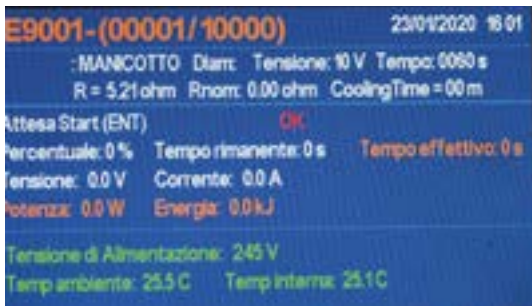 E9001-(00001/10000) 23/01/2020 16 01
:MANICOTTO Diam: Tensione: 10 V Tempo: 0060 s
R = 5.21 ohm Rnom: 0.00 ohm CoolingTime = 00 m
Attesa Start (ENT) OK
Percentuale: 0 % Tempo rimanente: 0 s Tempo effettivo: 0 s
Tensione: 0.0 V Corrente: 0.0 A
Potenza: 0.0 W Energia: 0.0 kJ
Tensione di Alimentazione: 245 V
Temp ambiente: 25.5 C Temp interna: 25.1 C